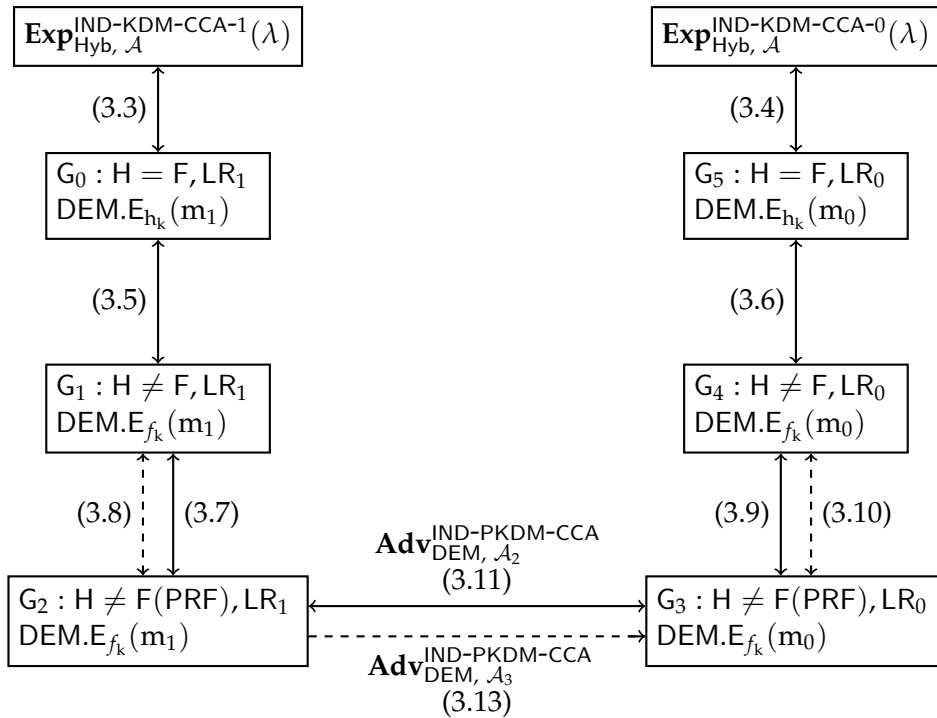 Exp^{IND-KDM-CCA-1}_{Hyb, 𝒜}(λ)
Exp^{IND-KDM-CCA-0}_{Hyb, 𝒜}(λ)
(3.3)
(3.4)
G₀ : H = F, LR₁
DEM.E_{h_k}(m₁)
G₅ : H = F, LR₀
DEM.E_{h_k}(m₀)
(3.5)
(3.6)
G₁ : H ≠ F, LR₁
DEM.E_{f_k}(m₁)
G₄ : H ≠ F, LR₀
DEM.E_{f_k}(m₀)
(3.8)
(3.7)
(3.9)
(3.10)
Adv^{IND-PKDM-CCA}_{DEM, 𝒜₂}
(3.11)
G₂ : H ≠ F(PRF), LR₁
DEM.E_{f_k}(m₁)
G₃ : H ≠ F(PRF), LR₀
DEM.E_{f_k}(m₀)
Adv^{IND-PKDM-CCA}_{DEM, 𝒜₃}
(3.13)